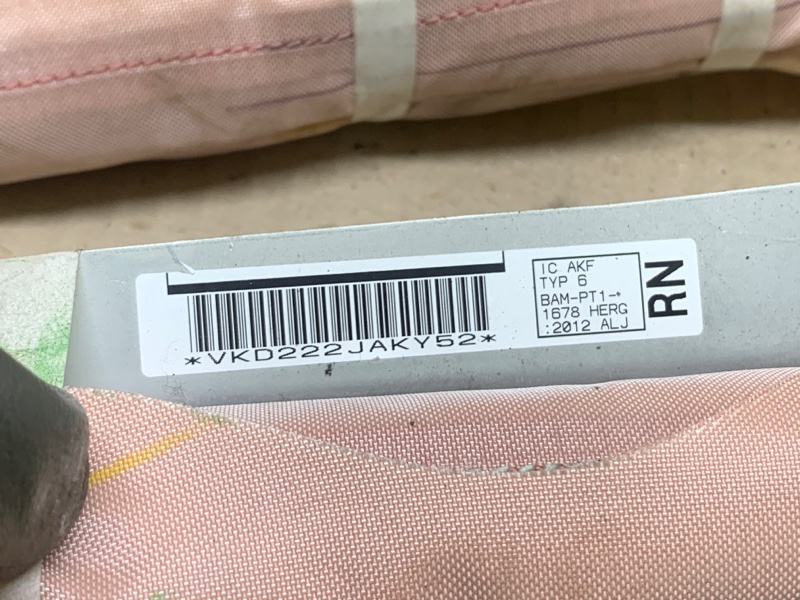 *VKD222JAKY52*
IC AKF
TYP 6
BAM-PT1-*
1678 HERG
:2012 ALJ
RN